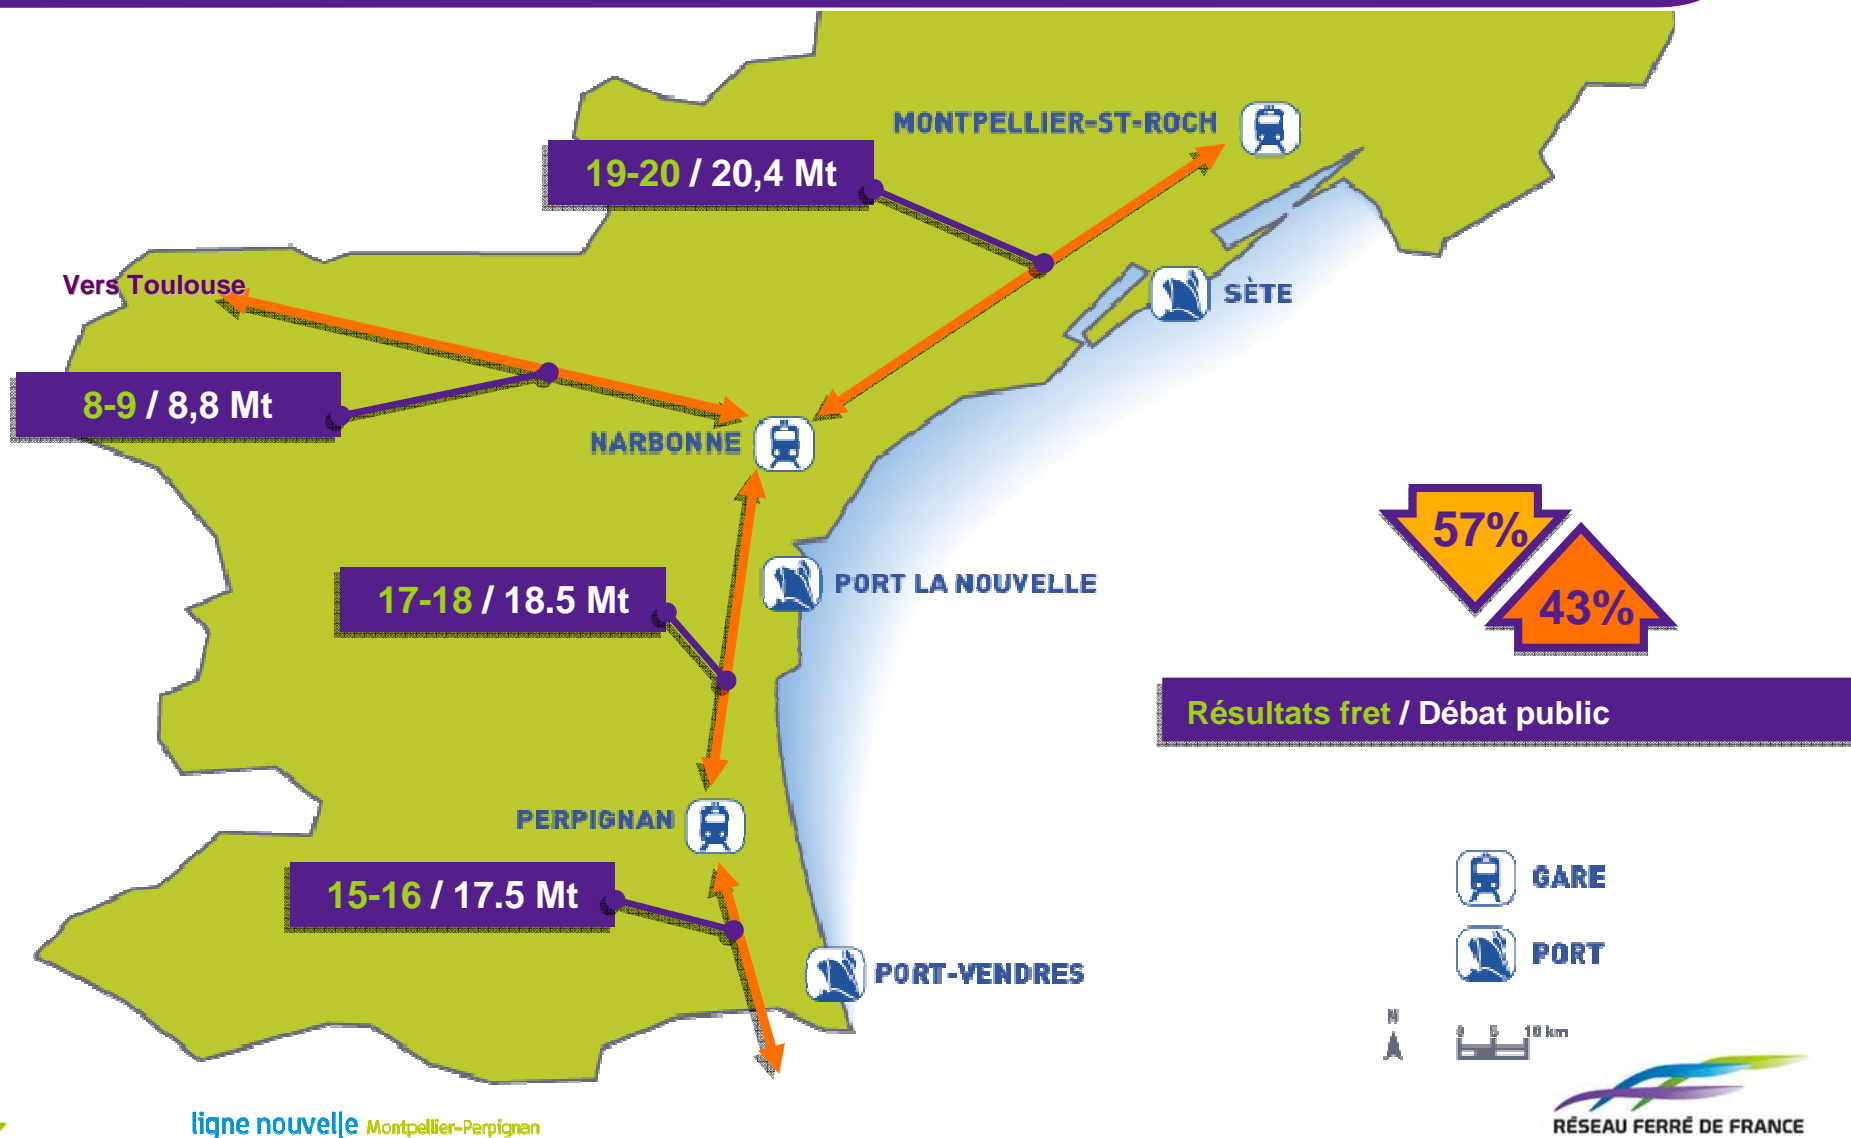 MONTPELLIER-ST-ROCH
19-20 / 20,4 Mt
Vers Toulouse
SÈTE
8-9 / 8,8 Mt
NARBONNE
57%
17-18 / 18.5 Mt
PORT LA NOUVELLE
43%
Résultats fret / Débat public
PERPIGNAN
15-16 / 17.5 Mt
GARE
PORT-VENDRES
PORT
N
0 5 10 km
ligne nouvelle Montpellier-Perpignan
RÉSEAU FERRÉ DE FRANCE